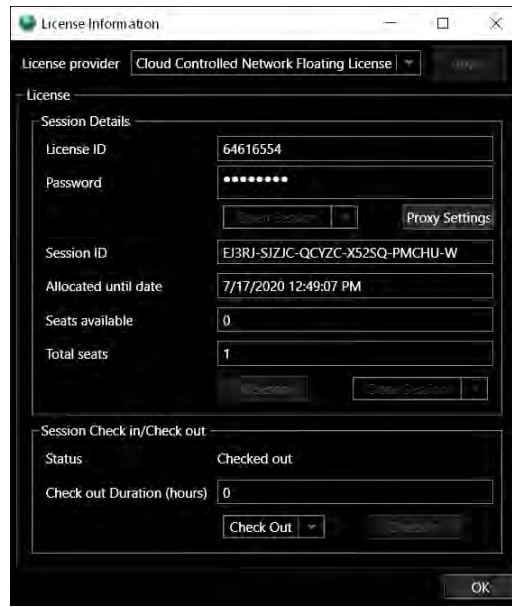 License Information
License provider Cloud Controlled Network Floating License
License
Session Details
License ID 64616554
Password ••••••••
Proxy Settings
Session ID EJ3RJ-SJZJC-QCYZC-X52SQ-PMCHU-W
Allocated until date 7/17/2020 12:49:07 PM
Seats available 0
Total seats 1
Session Check in/Check out
Status Checked out
Check out Duration (hours) 0
Check Out
OK